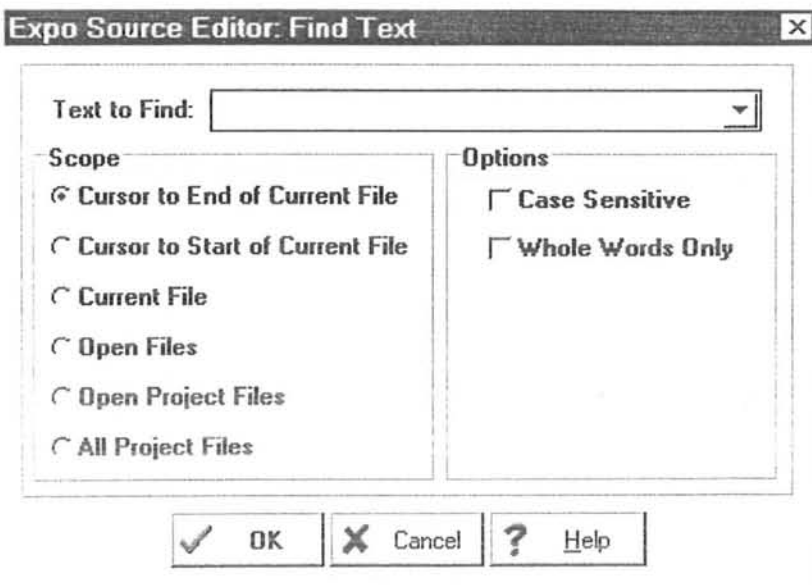 Expo Source Editor: Find Text
Text to Find:
Scope
Cursor to End of Current File
Cursor to Start of Current File
Current File
Open Files
Open Project Files
All Project Files
Options
Case Sensitive
Whole Words Only
OK
Cancel
Help